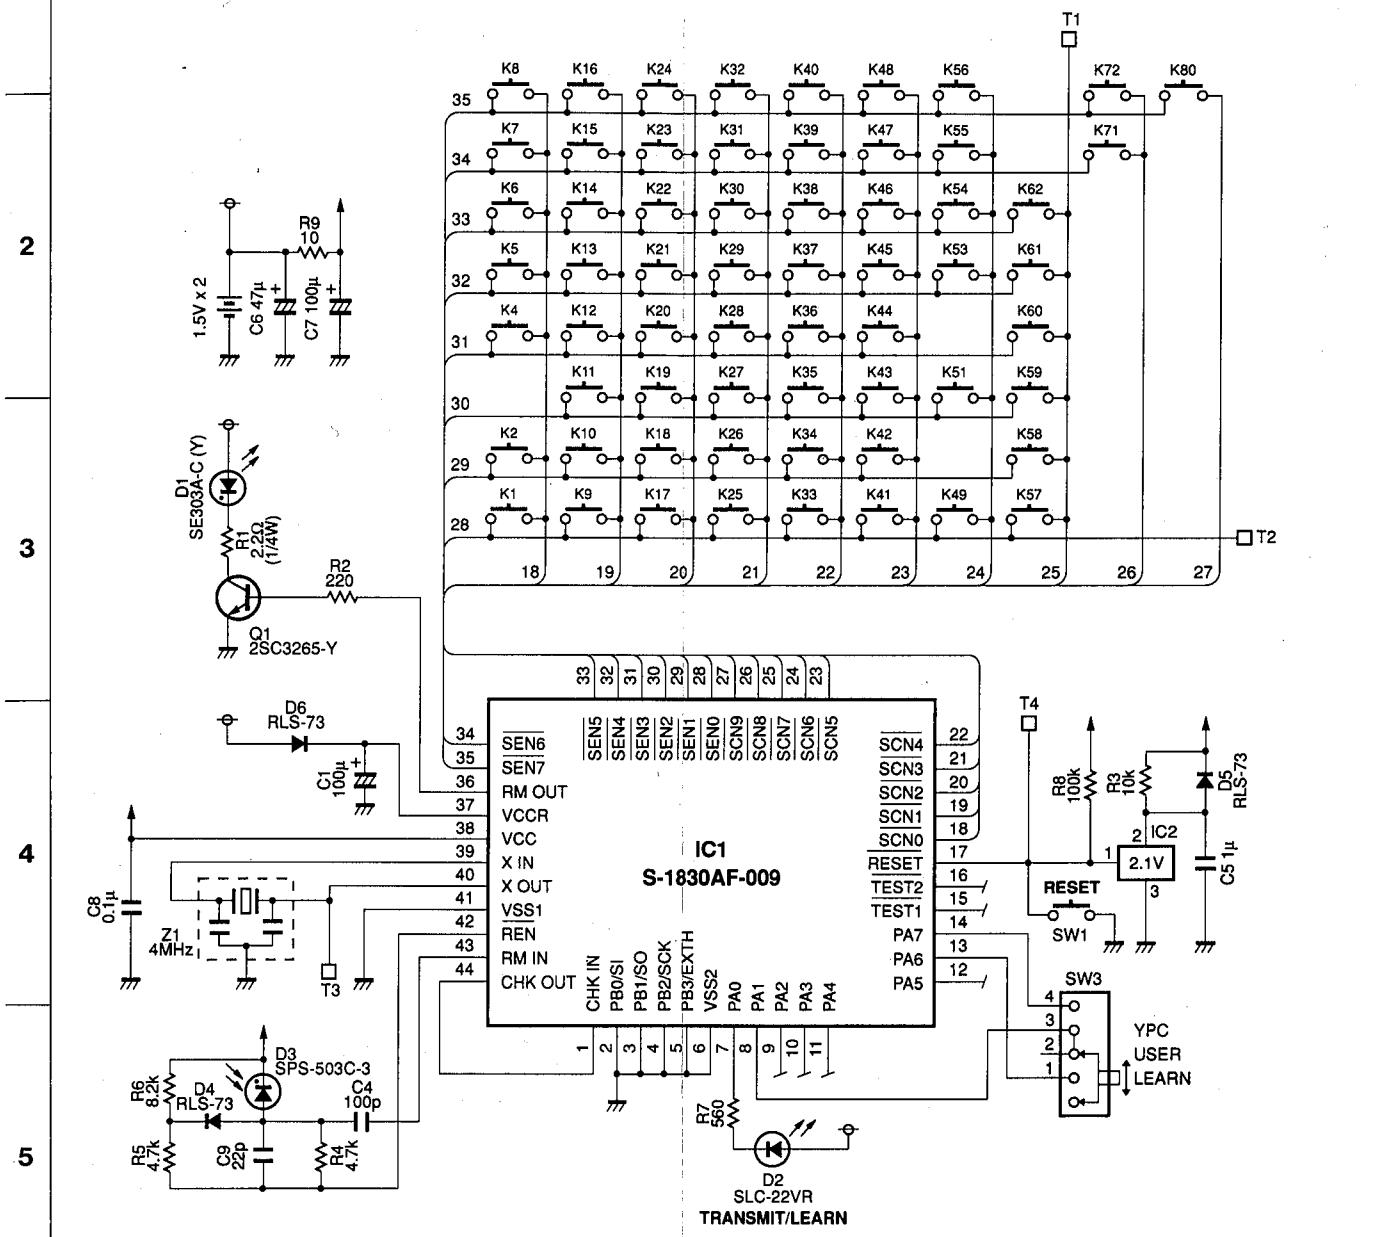 T1
K8 K16 K24 K32 K40 K48 K56 K72 K80
35
K7 K15 K23 K31 K39 K47 K55 K71
34
K6 K14 K22 K30 K38 K46 K54 K62
33
K5 K13 K21 K29 K37 K45 K53 K61
32
K4 K12 K20 K28 K36 K44 K60
31
K11 K19 K27 K35 K43 K51 K59
30
K2 K10 K18 K26 K34 K42 K58
29
K1 K9 K17 K25 K33 K41 K49 K57
28
T2
18 19 20 21 22 23 24 25 26 27
2
3
4
5
R9
10
1.5V x 2
C6 47μ
+
C7 100μ
+
D1
SE303A-C (Y)
R1
2.2Ω
(1/4W)
R2
220
Q1
2SC3265-Y
D6
RLS-73
C1
100μ
+
C8
0.1μ
Z1
4MHz
T3
33 32 31 30 29 28 27 26 25 24 23
SEN5 SEN4 SEN3 SEN2 SEN1 SEN0 SCN9 SCN8 SCN7 SCN6 SCN5
34 SEN6
35 SEN7
36 RM OUT
37 VCCR
38 VCC
39 X IN
40 X OUT
41 VSS1
42 REN
43 RM IN
44 CHK OUT
IC1
S-1830AF-009
SCN4 22
SCN3 21
SCN2 20
SCN1 19
SCN0 18
RESET 17
TEST2 16
TEST1 15
PA7 14
PA6 13
PA5 12
CHK IN PB0/SI PB1/SO PB2/SCK PB3/EXTH VSS2 PA0 PA1 PA2 PA3 PA4
1 2 3 4 5 6 7 8 9 10 11
T4
R8
100k
R3
10k
D5
RLS-73
IC2
2
1
2.1V
3
C5 1μ
RESET
SW1
SW3
4
3
2
1
YPC
USER
LEARN
D3
SPS-503C-3
R6
8.2k
D4
RLS-73
C4
100p
R5
4.7k
C9
22p
R4
4.7k
R7
560
D2
SLC-22VR
TRANSMIT/LEARN